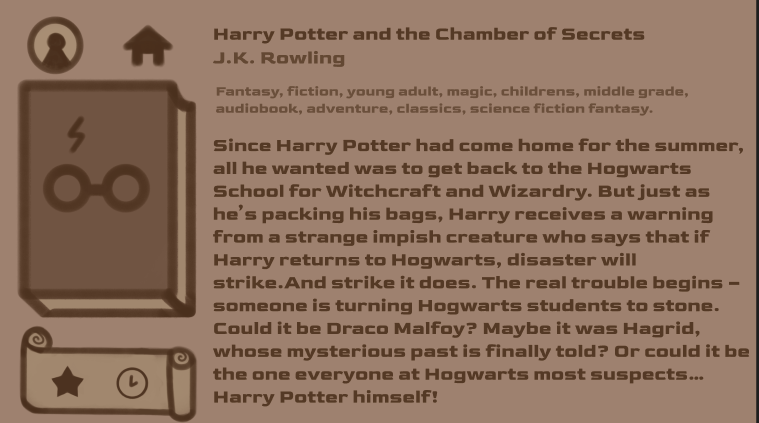 Harry Potter and the Chamber of Secrets
J.K. Rowling
Fantasy, fiction, young adult, magic, childrens, middle grade,
audiobook, adventure, classics, science fiction fantasy.
Since Harry Potter had come home for the summer,
all he wanted was to get back to the Hogwarts
School for Witchcraft and Wizardry. But just as
he's packing his bags, Harry receives a warning
from a strange impish creature who says that if
Harry returns to Hogwarts, disaster will
strike.And strike it does. The real trouble begins –
someone is turning Hogwarts students to stone.
Could it be Draco Malfoy? Maybe it was Hagrid,
whose mysterious past is finally told? Or could it be
the one everyone at Hogwarts most suspects...
Harry Potter himself!